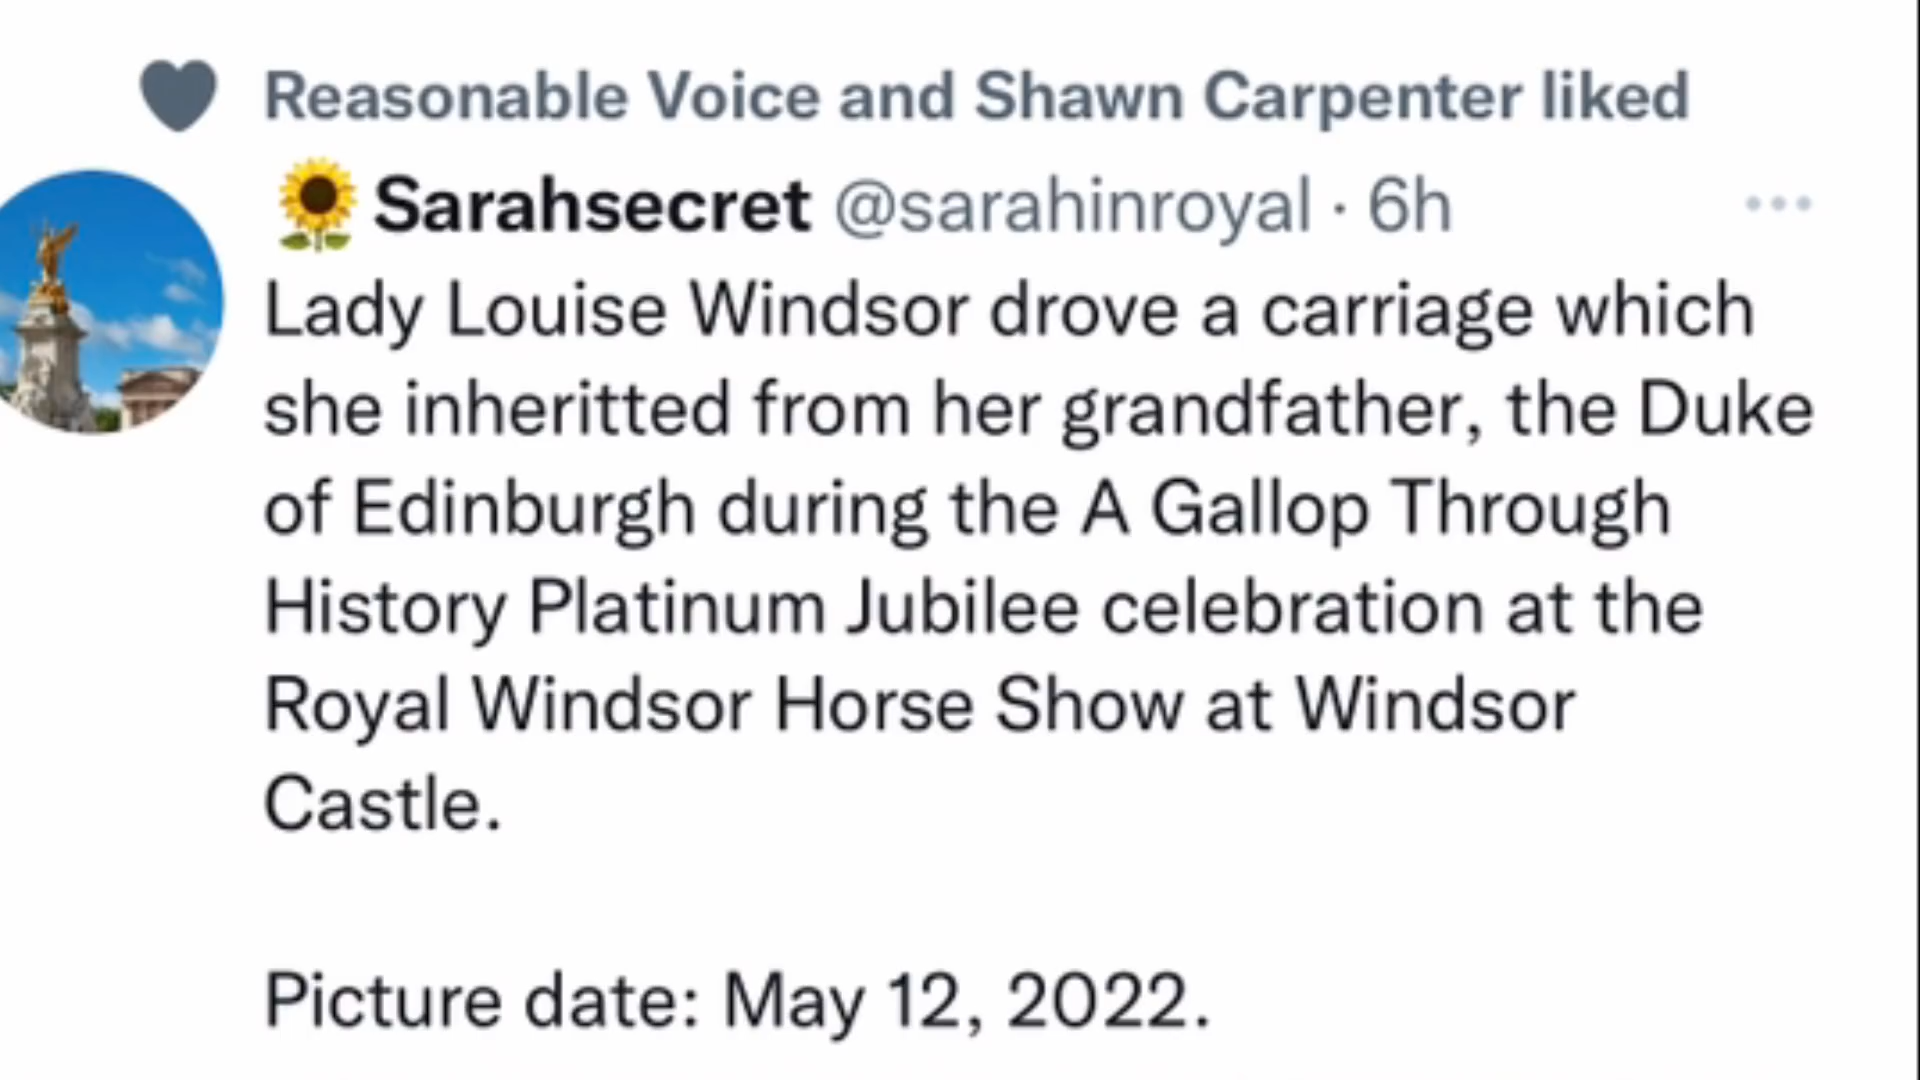 Reasonable Voice and Shawn Carpenter liked
🌻Sarahsecret @sarahinroyal · 6h ...
Lady Louise Windsor drove a carriage which
she inheritted from her grandfather, the Duke
of Edinburgh during the A Gallop Through
History Platinum Jubilee celebration at the
Royal Windsor Horse Show at Windsor
Castle.
Picture date: May 12, 2022.